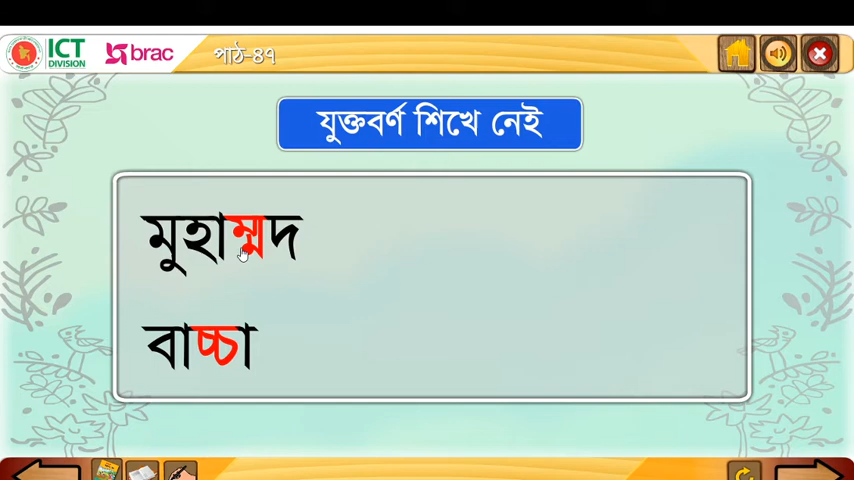 ICT
DIVISION
brac
পাঠ-৪৭
যুক্তবর্ণ শিখে নেই
মুহাম্মদ
বাচ্চা